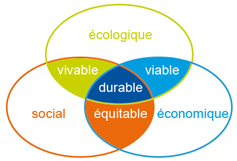 écologique
vivable viable
durable
social équitable économique